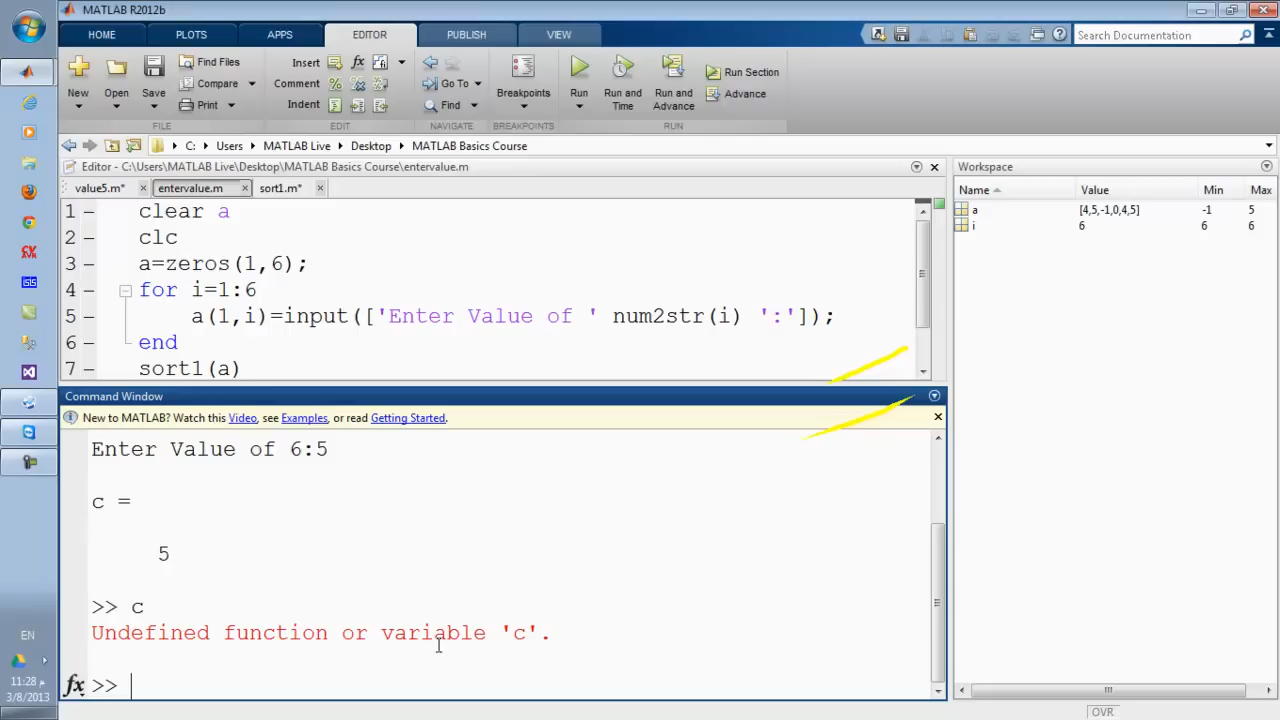 MATLAB R2012b
HOME PLOTS APPS EDITOR PUBLISH VIEW
Search Documentation
New Open Save Find Files Compare Print
Insert Comment Indent
Go To Find
Breakpoints
Run Run and Time Run and Advance Run Section Advance
FILE EDIT NAVIGATE BREAKPOINTS RUN
C: Users MATLAB Live Desktop MATLAB Basics Course
Editor - C:\Users\MATLAB Live\Desktop\MATLAB Basics Course\entervalue.m
value5.m* entervalue.m sort1.m*
1 – clear a
2 – clc
3 – a=zeros(1,6);
4 – for i=1:6
5 – a(1,i)=input(['Enter Value of ' num2str(i) ':']);
6 – end
7 – sort1(a)
Command Window
New to MATLAB? Watch this Video, see Examples, or read Getting Started.
Enter Value of 6:5
c =
5
>> c
Undefined function or variable 'c'.
fx >>
Workspace
Name Value Min Max
a [4,5,-1,0,4,5] -1 5
i 6 6 6
EN
11:28 م
3/8/2013
OVR